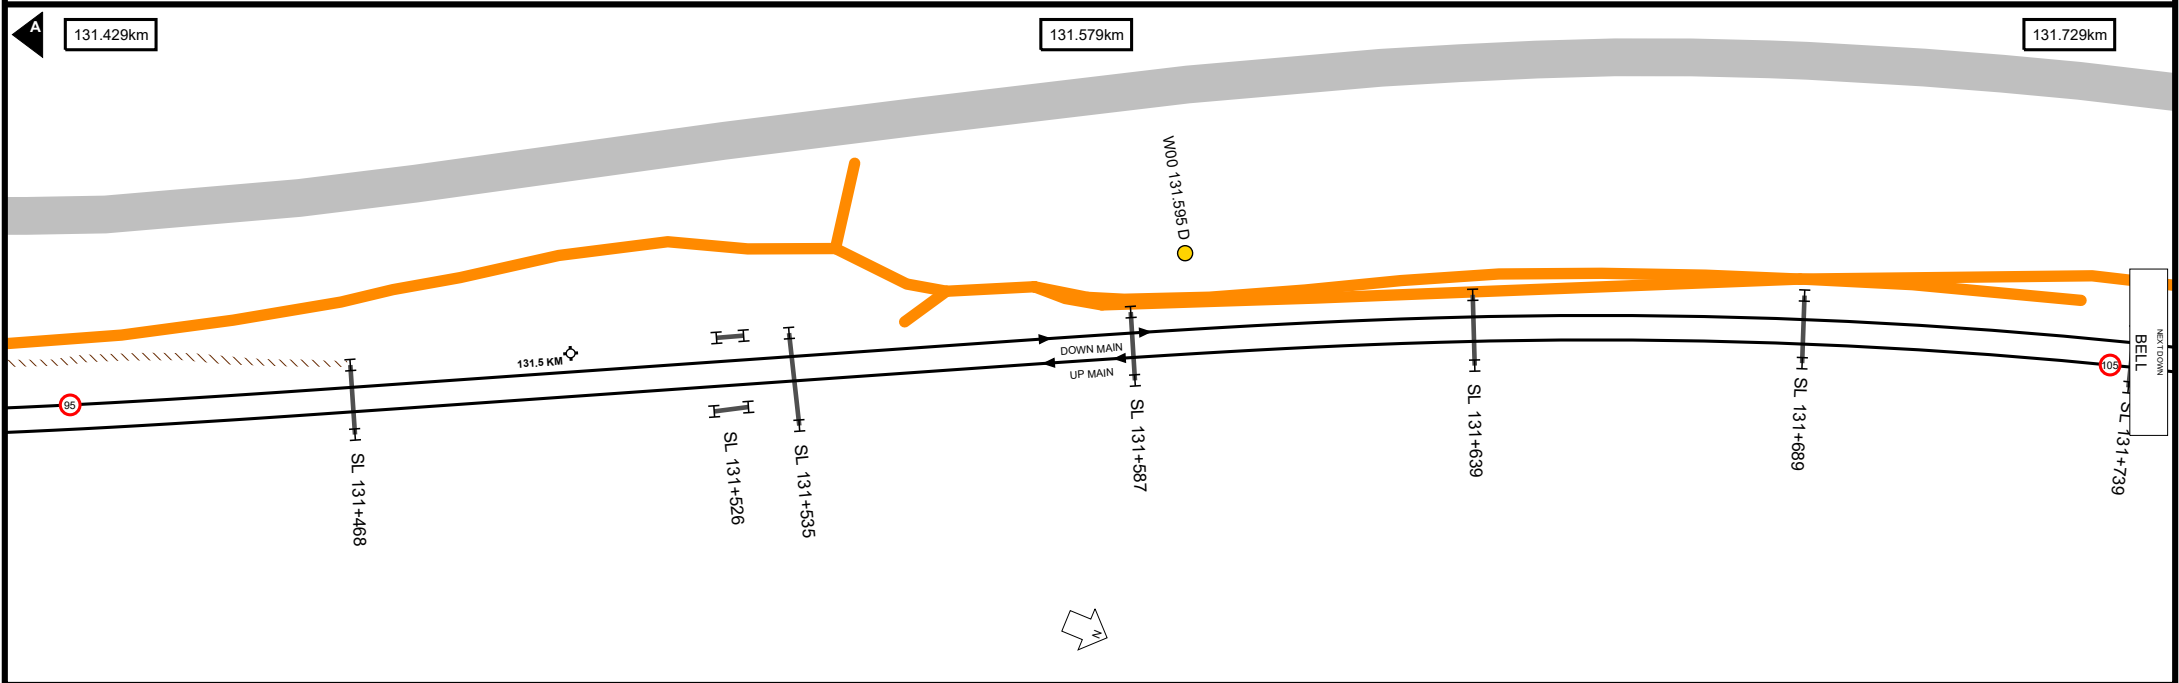 A
131.429km
131.579km
131.729km
W00 131.595 D
131.5 KM
DOWN MAIN
UP MAIN
95
105
NEXT DOWN
BELL
SL 131+468
SL 131+526
SL 131+535
SL 131+587
SL 131+639
SL 131+689
SL 131+739
N